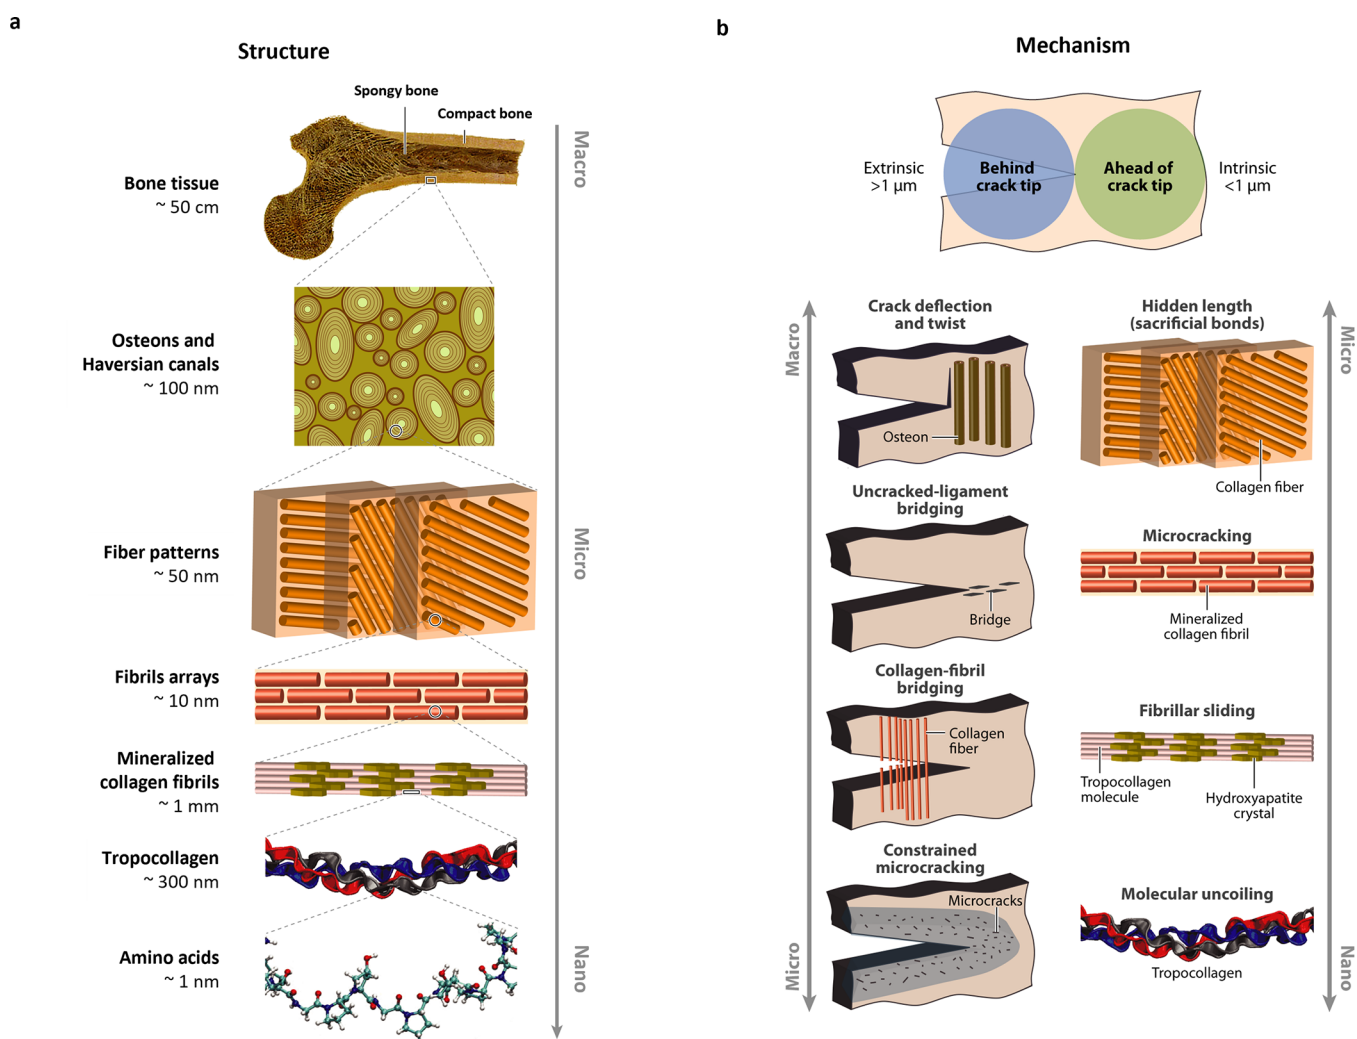 a
Structure
Spongy bone
Compact bone
Macro
Bone tissue
~ 50 cm
Osteons and
Haversian canals
~ 100 nm
Fiber patterns
~ 50 nm
Micro
Fibrils arrays
~ 10 nm
Mineralized
collagen fibrils
~ 1 mm
Tropocollagen
~ 300 nm
Amino acids
~ 1 nm
Nano
b
Mechanism
Extrinsic
>1 μm
Behind
crack tip
Ahead of
crack tip
Intrinsic
<1 μm
Macro
Crack deflection
and twist
Osteon
Uncracked-ligament
bridging
Bridge
Collagen-fibril
bridging
Collagen
fiber
Constrained
microcracking
Microcracks
Micro
Hidden length
(sacrificial bonds)
Micro
Collagen fiber
Microcracking
Mineralized
collagen fibril
Fibrillar sliding
Tropocollagen
molecule
Hydroxyapatite
crystal
Molecular uncoiling
Tropocollagen
Nano